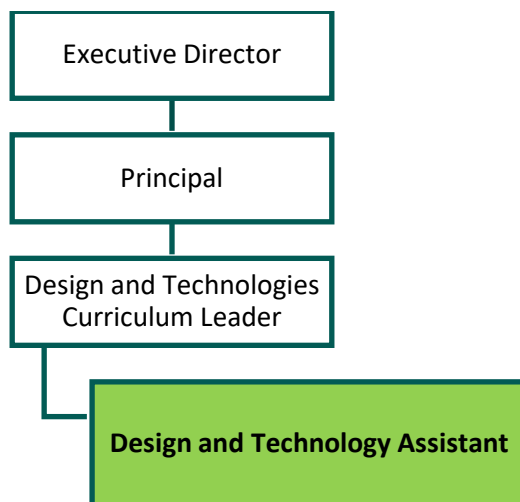 Executive Director
Principal
Design and Technologies
Curriculum Leader
Design and Technology Assistant